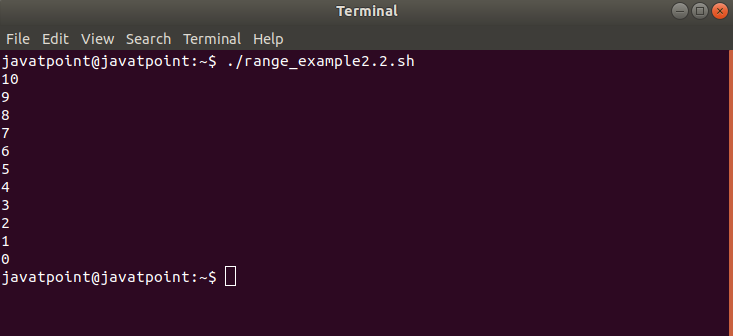 Terminal
File Edit View Search Terminal Help
javatpoint@javatpoint:~$ ./range_example2.2.sh
10
9
8
7
6
5
4
3
2
1
0
javatpoint@javatpoint:~$